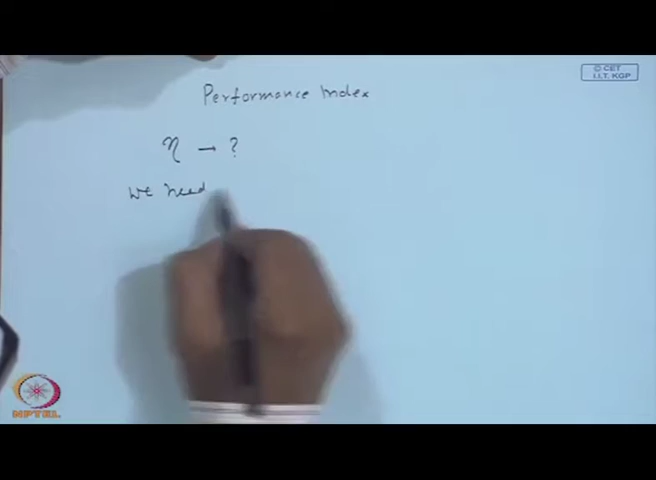 © CET
I.I.T. KGP
Performance Index
η → ?
We need
NPTEL